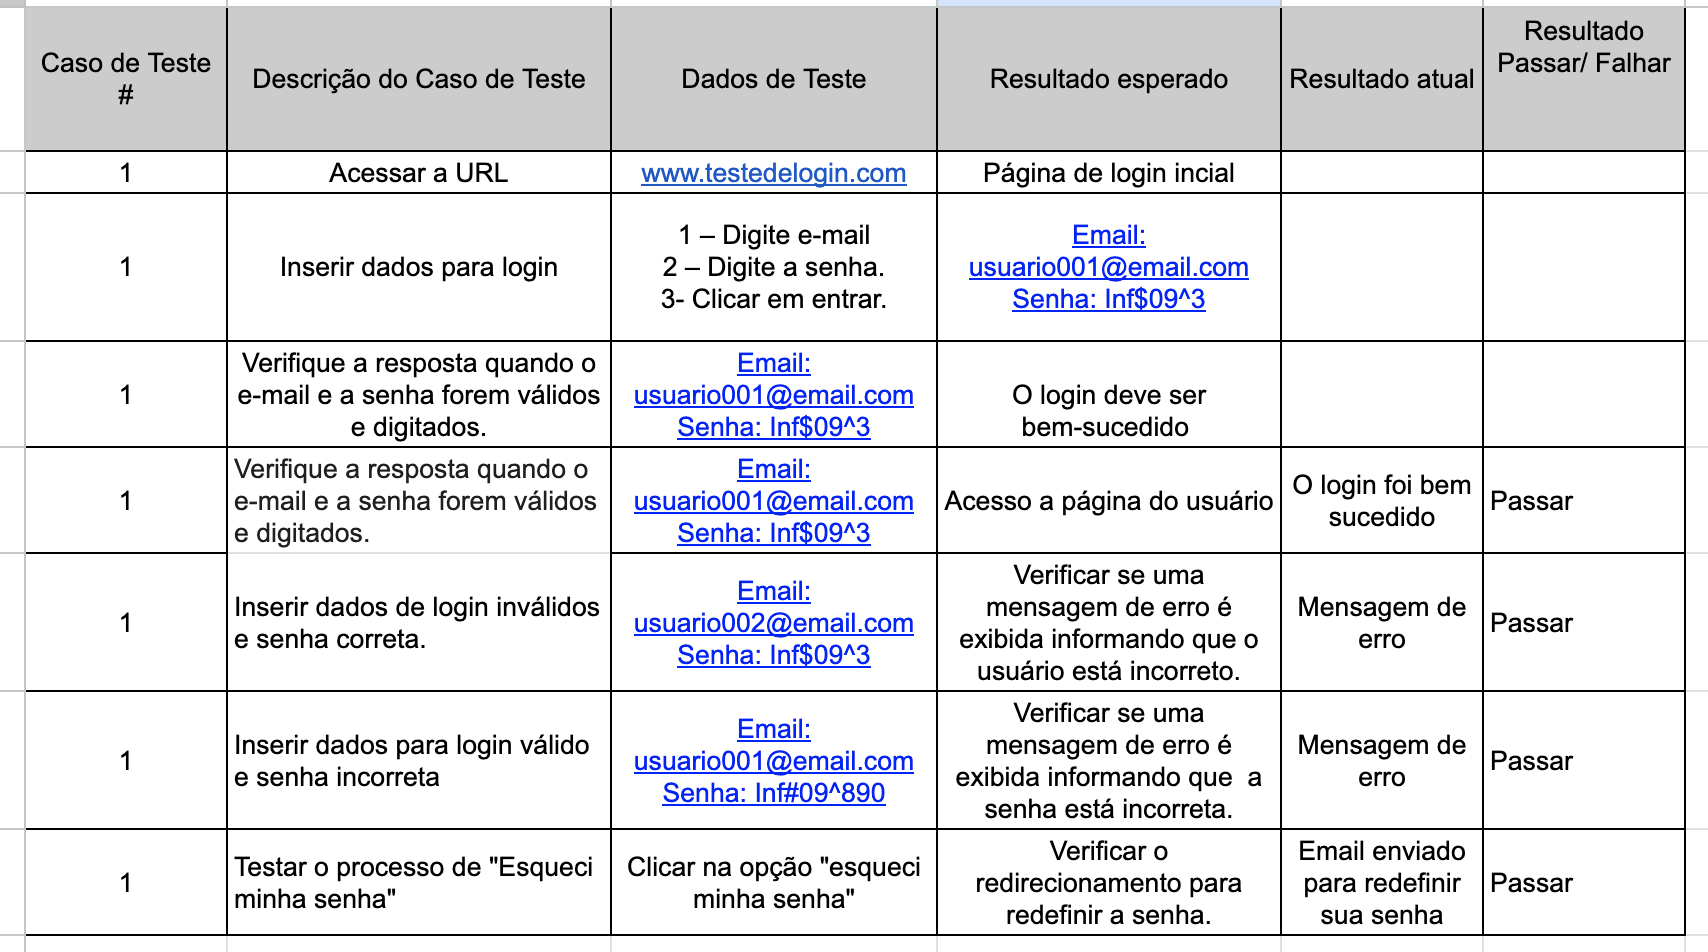 Caso de Teste
#
Descrição do Caso de Teste
Dados de Teste
Resultado esperado
Resultado atual
Resultado
Passar/ Falhar
1
Acessar a URL
www.testedelogin.com
Página de login incial
1
Inserir dados para login
1 – Digite e-mail
2 – Digite a senha.
3- Clicar em entrar.
Email:
usuario001@email.com
Senha: Inf$09^3
1
Verifique a resposta quando o
e-mail e a senha forem válidos
e digitados.
Email:
usuario001@email.com
Senha: Inf$09^3
O login deve ser
bem-sucedido
1
Verifique a resposta quando o
e-mail e a senha forem válidos
e digitados.
Email:
usuario001@email.com
Senha: Inf$09^3
Acesso a página do usuário
O login foi bem
sucedido
Passar
1
Inserir dados de login inválidos
e senha correta.
Email:
usuario002@email.com
Senha: Inf$09^3
Verificar se uma
mensagem de erro é
exibida informando que o
usuário está incorreto.
Mensagem de
erro
Passar
1
Inserir dados para login válido
e senha incorreta
Email:
usuario001@email.com
Senha: Inf#09^890
Verificar se uma
mensagem de erro é
exibida informando que  a
senha está incorreta.
Mensagem de
erro
Passar
1
Testar o processo de "Esqueci
minha senha"
Clicar na opção "esqueci
minha senha"
Verificar o
redirecionamento para
redefinir a senha.
Email enviado
para redefinir
sua senha
Passar